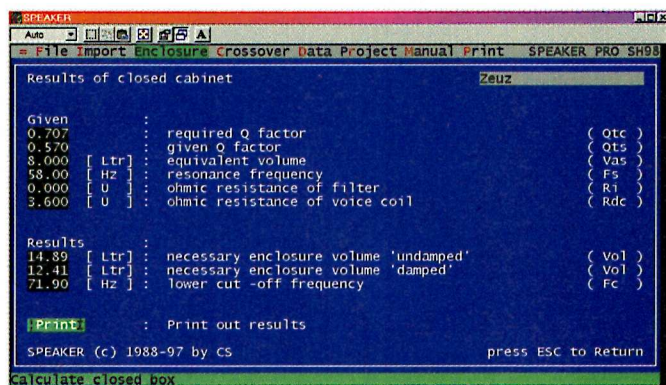 SPEAKER
Auto A
= File Import Enclosure Crossover Data Project Manual Print SPEAKER PRO SH98
Results of closed cabinet Zeuz
Given :
0.707 : required Q factor ( Qtc )
0.570 : given Q factor ( Qts )
8.000 [ Ltr] : equivalent volume ( Vas )
58.00 [ Hz ] : resonance frequency ( Fs )
0.000 [ U ] : ohmic resistance of filter ( Ri )
3.600 [ U ] : ohmic resistance of voice coil ( Rdc )
Results :
14.89 [ Ltr] : necessary enclosure volume 'undamped' ( Vol )
12.41 [ Ltr] : necessary enclosure volume 'damped' ( Vol )
71.90 [ Hz ] : lower cut -off frequency ( Fc )
Print : Print out results
SPEAKER (c) 1988-97 by CS press ESC to Return
Calculate closed box